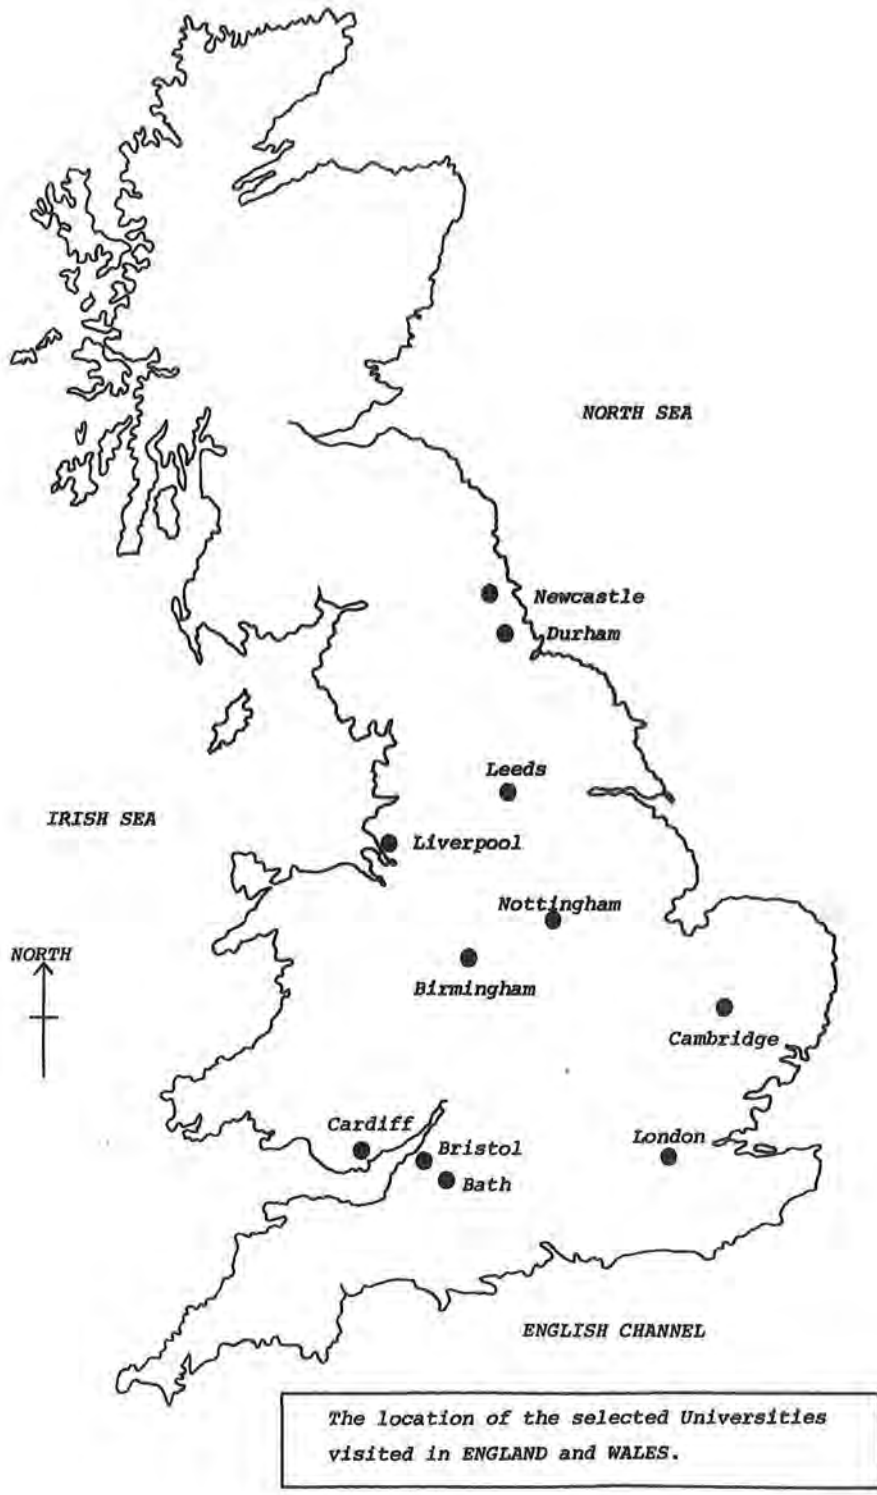 NORTH SEA
Newcastle
Durham
Leeds
IRISH SEA
Liverpool
Nottingham
NORTH
Birmingham
Cambridge
Cardiff
London
Bristol
Bath
ENGLISH CHANNEL
The location of the selected Universities
visited in ENGLAND and WALES.